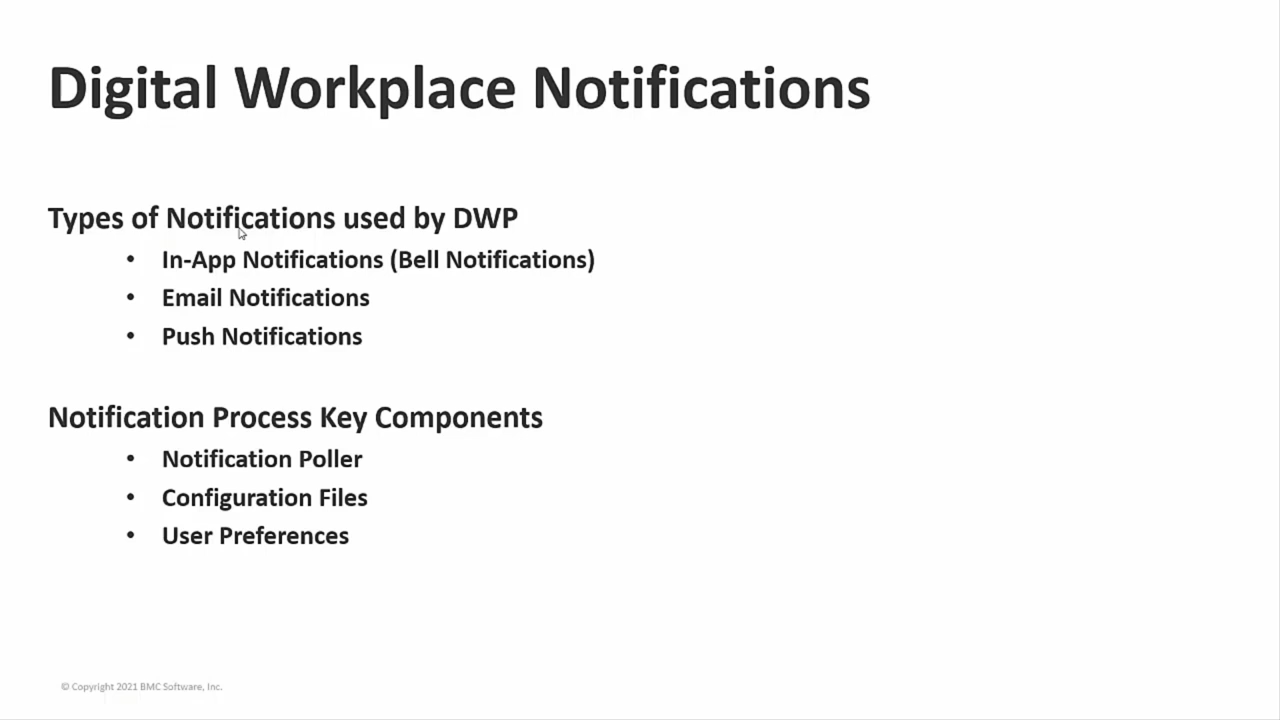 Digital Workplace Notifications
Types of Notifications used by DWP
• In-App Notifications (Bell Notifications)
• Email Notifications
• Push Notifications
Notification Process Key Components
• Notification Poller
• Configuration Files
• User Preferences
© Copyright 2021 BMC Software, Inc.